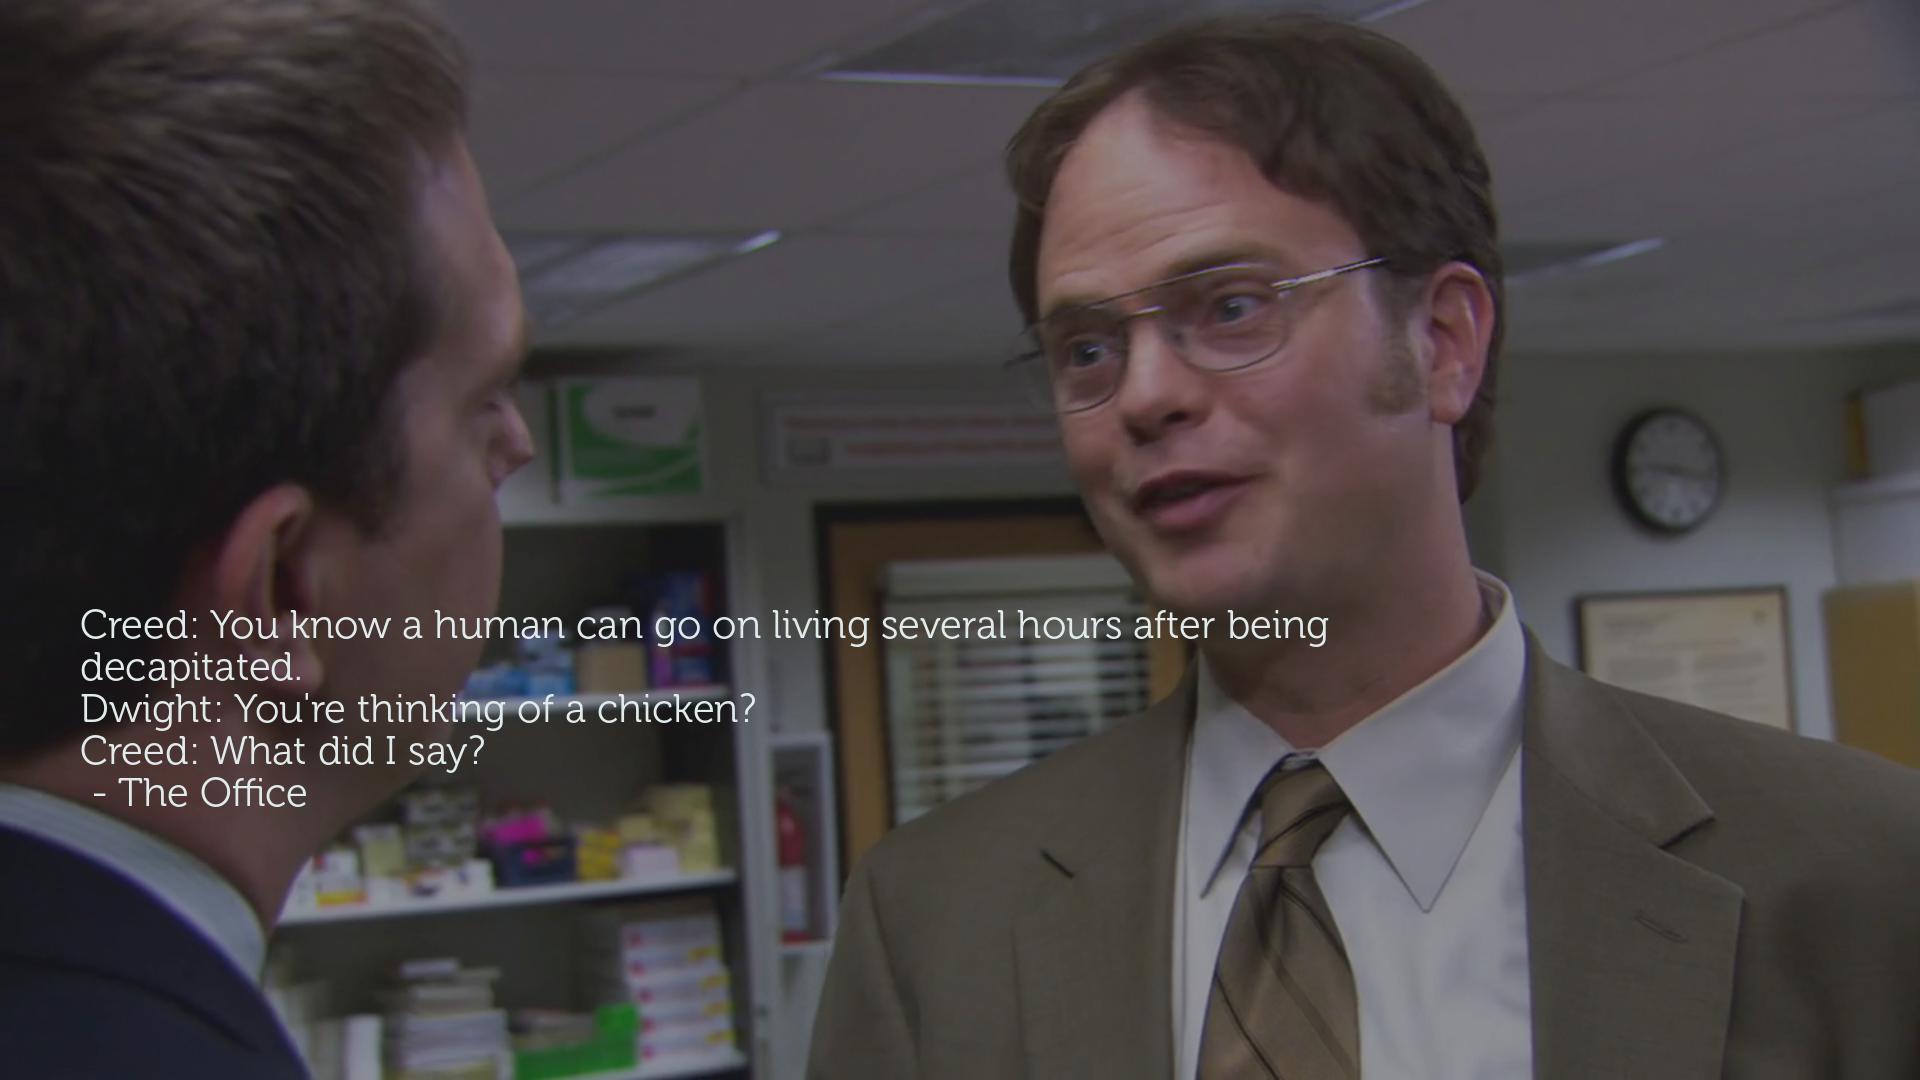 Creed: You know a human can go on living several hours after being
decapitated.
Dwight: You're thinking of a chicken?
Creed: What did I say?
- The Office